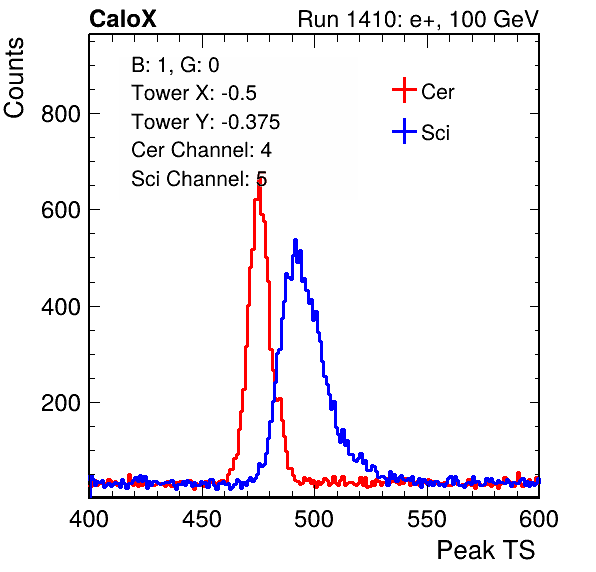 CaloX Run 1410: e+, 100 GeV
Counts
B: 1, G: 0
Tower X: -0.5
Tower Y: -0.375
Cer Channel: 4
Sci Channel: 5
Cer
Sci
800
600
400
200
400 450 500 550 600
Peak TS